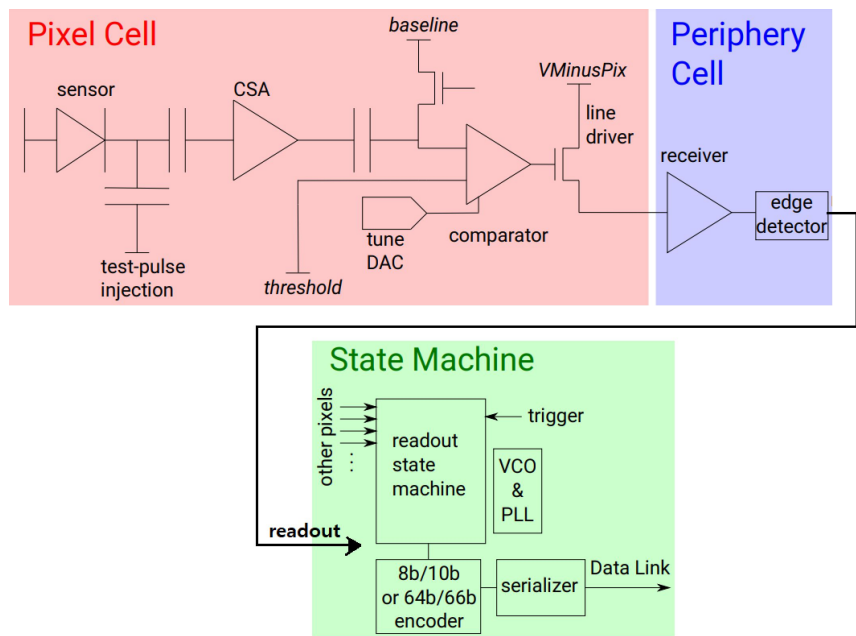 Pixel Cell
baseline
Periphery
Cell
sensor
CSA
VMinusPix
line
driver
receiver
edge
detector
tune
DAC
comparator
test-pulse
injection
threshold
State Machine
other pixels
...
trigger
readout
state
machine
VCO
&
PLL
readout
8b/10b
or 64b/66b
encoder
serializer
Data Link